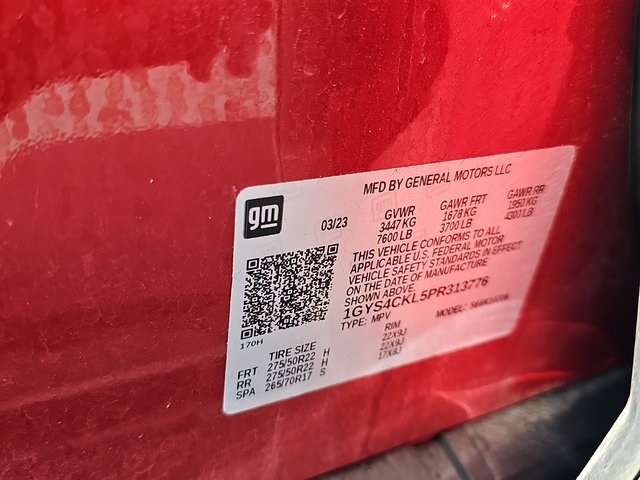 gm
MFD BY GENERAL MOTORS LLC
03/23
GVWR GAWR FRT GAWR RR
3447 KG 1678 KG 1950 KG
7600 LB 3700 LB 4300 LB
THIS VEHICLE CONFORMS TO ALL
APPLICABLE U.S. FEDERAL MOTOR
VEHICLE SAFETY STANDARDS IN EFFECT
ON THE DATE OF MANUFACTURE
SHOWN ABOVE.
1GYS4CKL5PR313776
TYPE: MPV MODEL:
170H
TIRE SIZE RIM
FRT 275/50R22 H 22X9J
RR 275/50R22 H 22X9J
SPA 265/70R17 S 17X8J